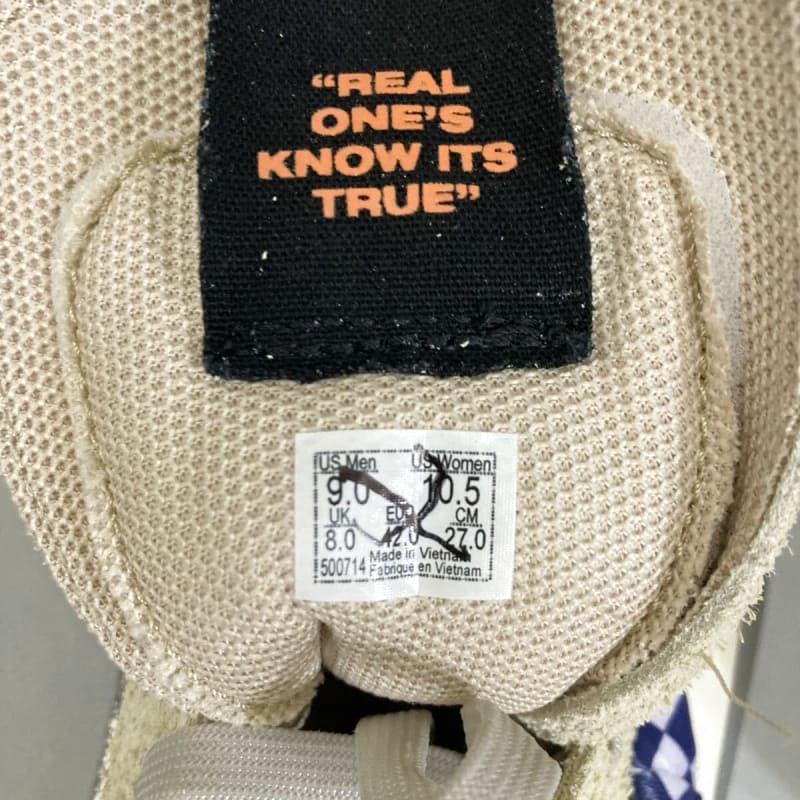 “REAL
ONE’S
KNOW ITS
TRUE”
US Men US Women
9.0 10.5
UK EUR CM
8.0 42.0 27.0
500714 Made in Vietnam
Fabrique en Vietnam